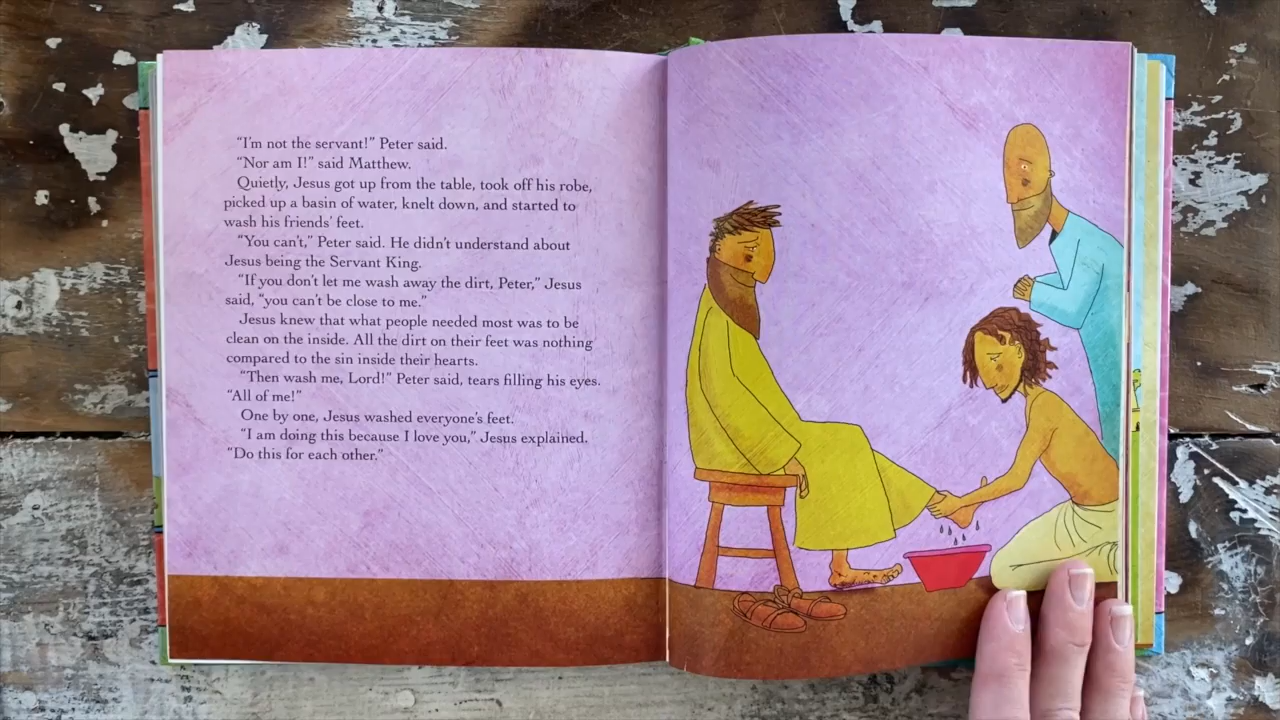 “I’m not the servant!” Peter said.
“Nor am I!” said Matthew.
Quietly, Jesus got up from the table, took off his robe,
picked up a basin of water, knelt down, and started to
wash his friends’ feet.
“You can’t,” Peter said. He didn’t understand about
Jesus being the Servant King.
“If you don’t let me wash away the dirt, Peter,” Jesus
said, “you can’t be close to me.”
Jesus knew that what people needed most was to be
clean on the inside. All the dirt on their feet was nothing
compared to the sin inside their hearts.
“Then wash me, Lord!” Peter said, tears filling his eyes.
“All of me!”
One by one, Jesus washed everyone’s feet.
“I am doing this because I love you,” Jesus explained.
“Do this for each other.”